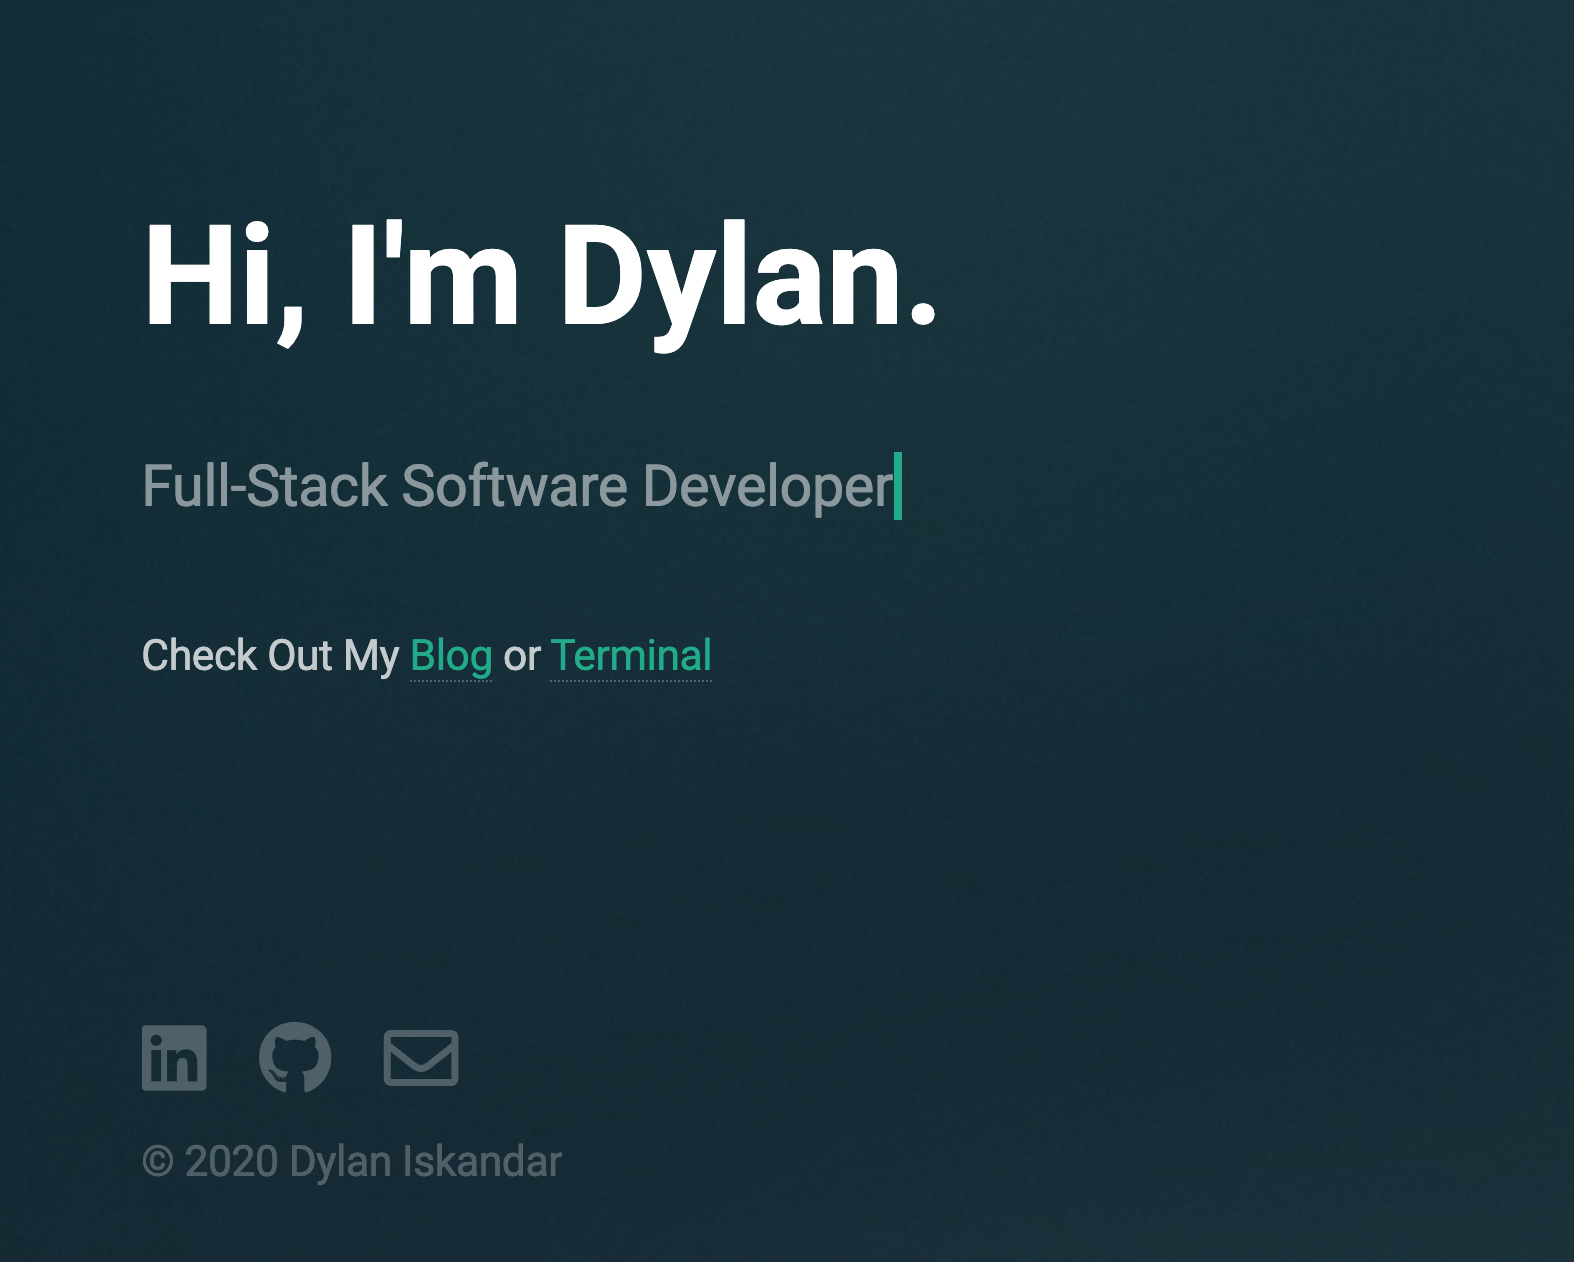 Hi, I'm Dylan.
Full-Stack Software Developer
Check Out My Blog or Terminal
in
© 2020 Dylan Iskandar